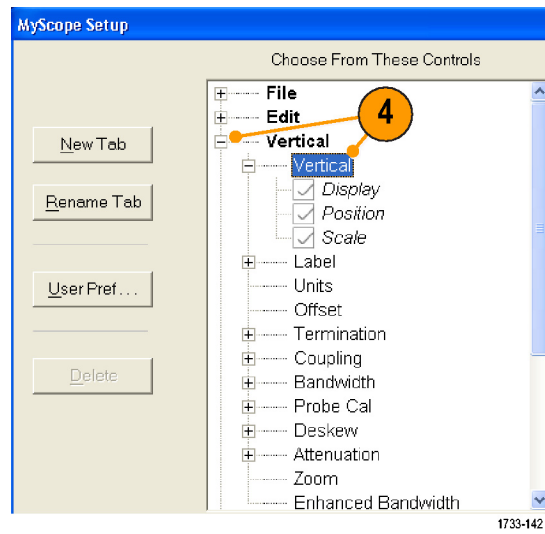 MyScope Setup
Choose From These Controls
File
Edit
4
Vertical
New Tab
Vertical
Display
Rename Tab
Position
Scale
Label
User Pref...
Units
Offset
Termination
Coupling
Delete
Bandwidth
Probe Cal
Deskew
Attenuation
Zoom
Enhanced Bandwidth
1733-142